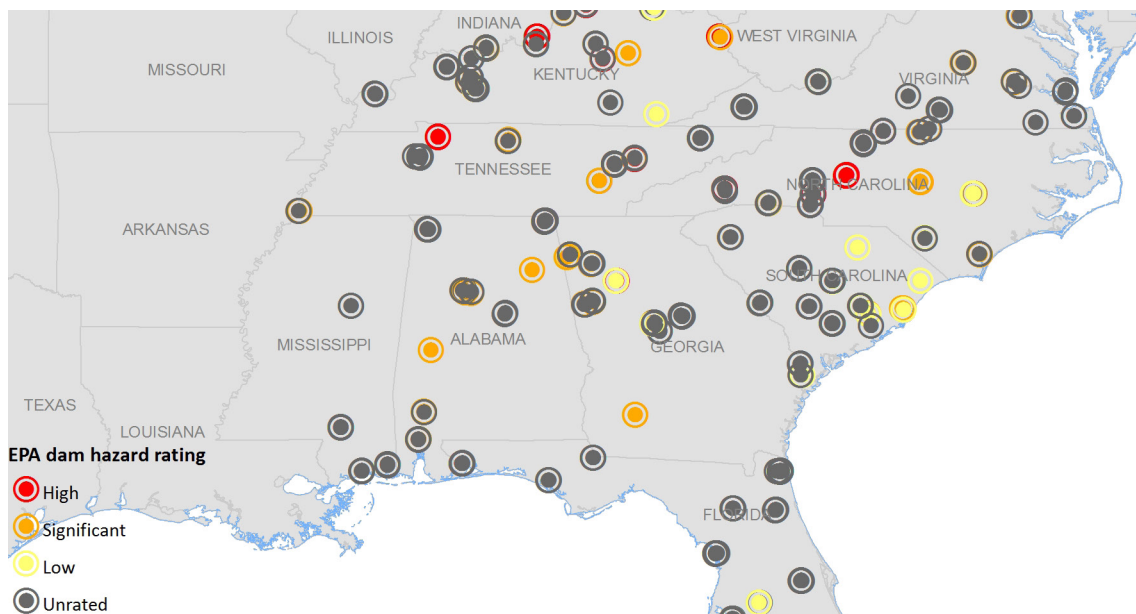 INDIANA
ILLINOIS
WEST VIRGINIA
MISSOURI
KENTUCKY
VIRGINIA
TENNESSEE
NORTH CAROLINA
ARKANSAS
SOUTH CAROLINA
MISSISSIPPI
ALABAMA
GEORGIA
TEXAS
LOUISIANA
EPA dam hazard rating
High
Significant
FLORIDA
Low
Unrated